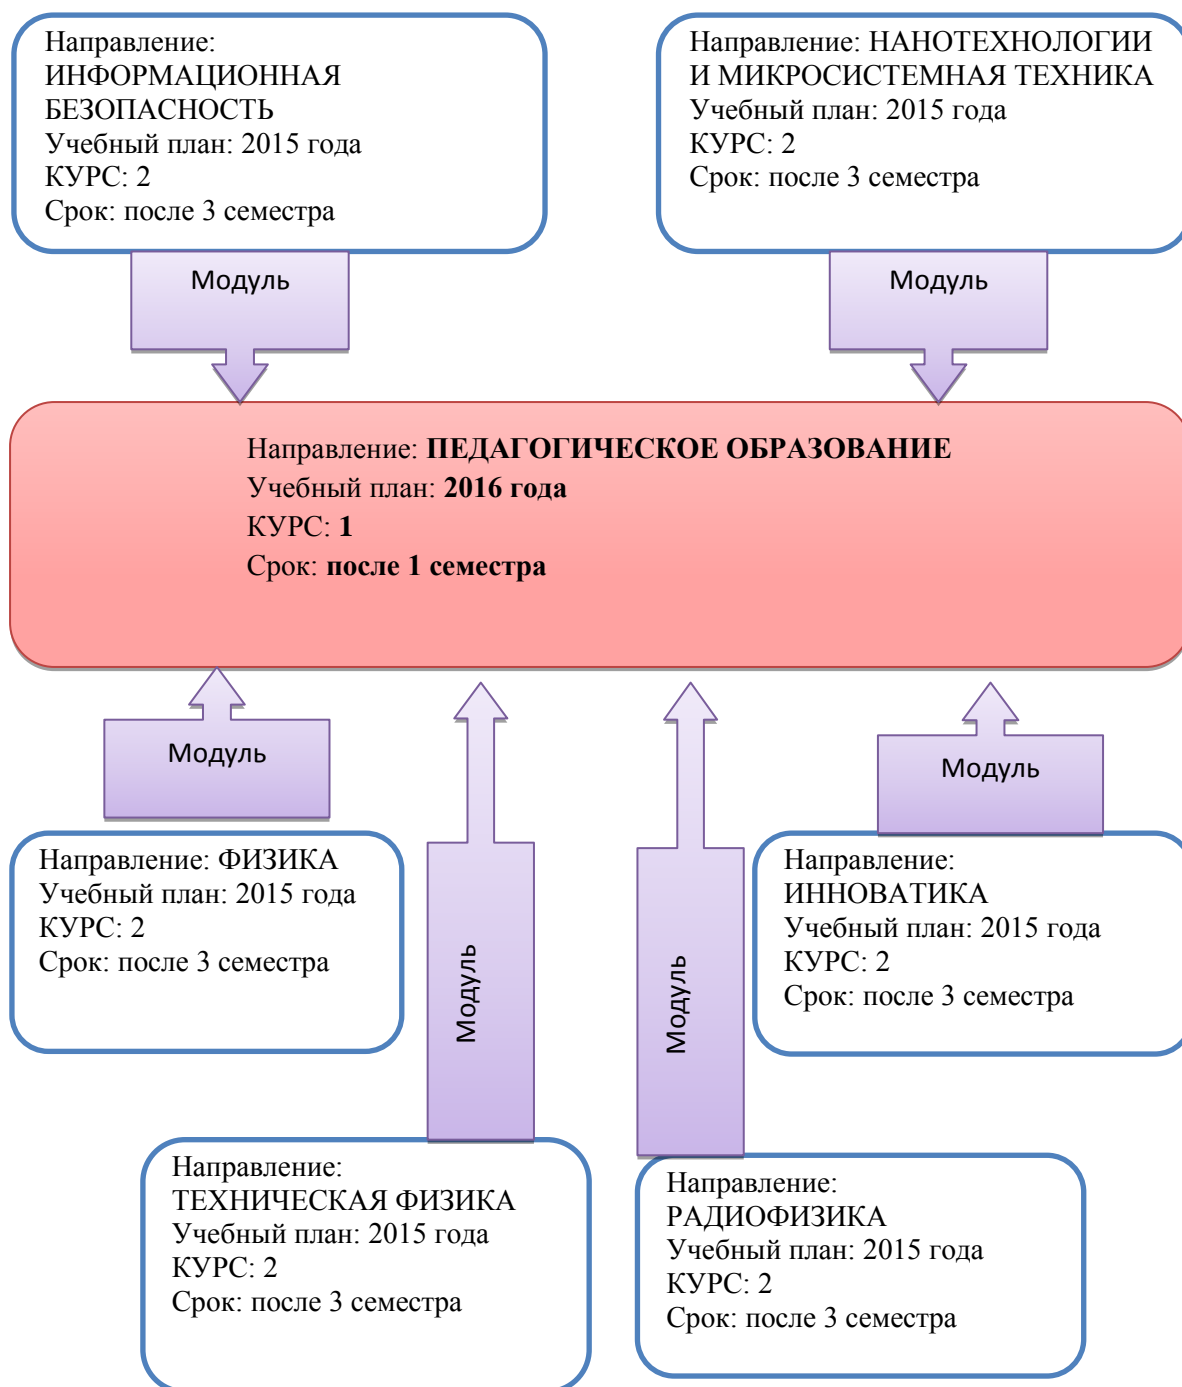 Направление:
ИНФОРМАЦИОННАЯ
БЕЗОПАСНОСТЬ
Учебный план: 2015 года
КУРС: 2
Срок: после 3 семестра
Направление: НАНОТЕХНОЛОГИИ
И МИКРОСИСТЕМНАЯ ТЕХНИКА
Учебный план: 2015 года
КУРС: 2
Срок: после 3 семестра
Модуль
Модуль
Направление: ПЕДАГОГИЧЕСКОЕ ОБРАЗОВАНИЕ
Учебный план: 2016 года
КУРС: 1
Срок: после 1 семестра
Модуль
Модуль
Направление: ФИЗИКА
Учебный план: 2015 года
КУРС: 2
Срок: после 3 семестра
Модуль
Модуль
Направление:
ИННОВАТИКА
Учебный план: 2015 года
КУРС: 2
Срок: после 3 семестра
Направление:
ТЕХНИЧЕСКАЯ ФИЗИКА
Учебный план: 2015 года
КУРС: 2
Срок: после 3 семестра
Направление:
РАДИОФИЗИКА
Учебный план: 2015 года
КУРС: 2
Срок: после 3 семестра